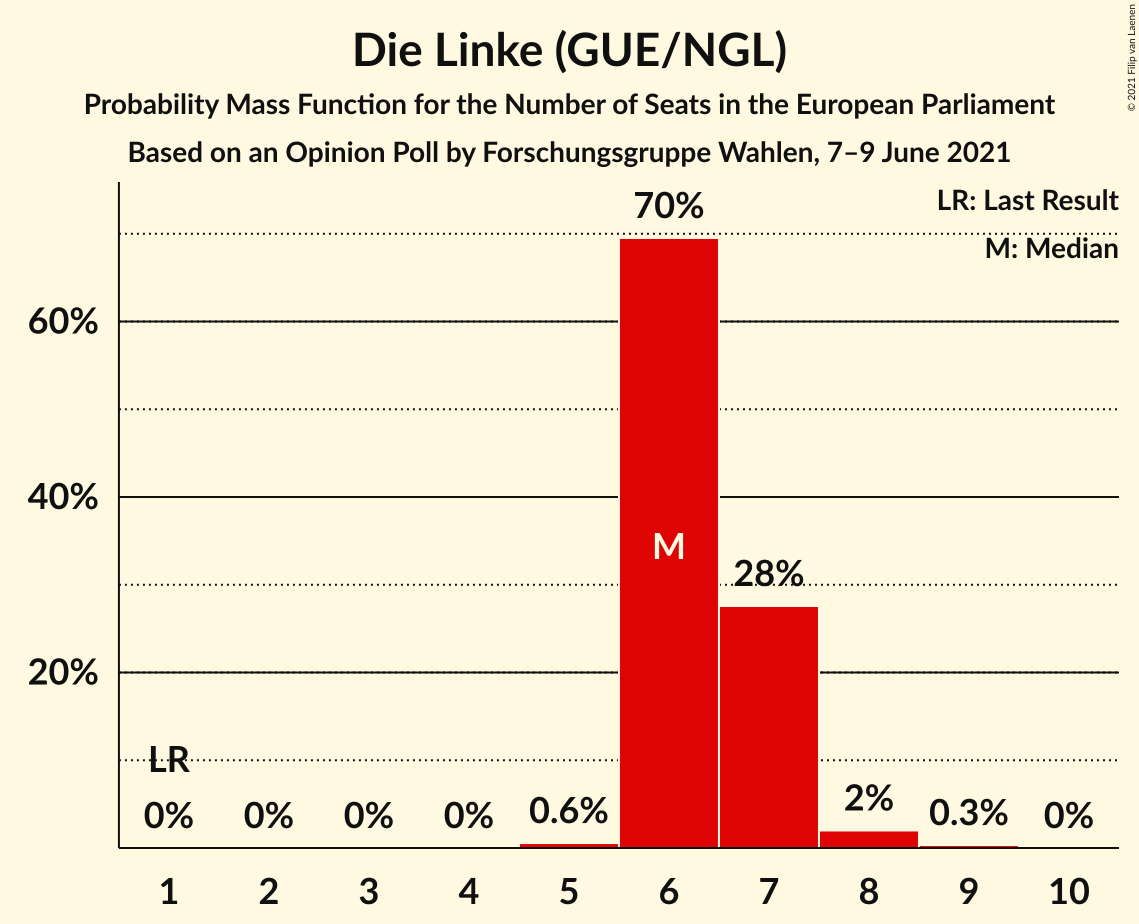 Die Linke (GUE/NGL)
Probability Mass Function for the Number of Seats in the European Parliament
Based on an Opinion Poll by Forschungsgruppe Wahlen, 7–9 June 2021
© 2021 Filip van Laenen
LR: Last Result
M: Median
70%
60%
40%
M
28%
20%
LR
0%
0%
0%
0%
0.6%
2%
0.3%
0%
1 2 3 4 5 6 7 8 9 10